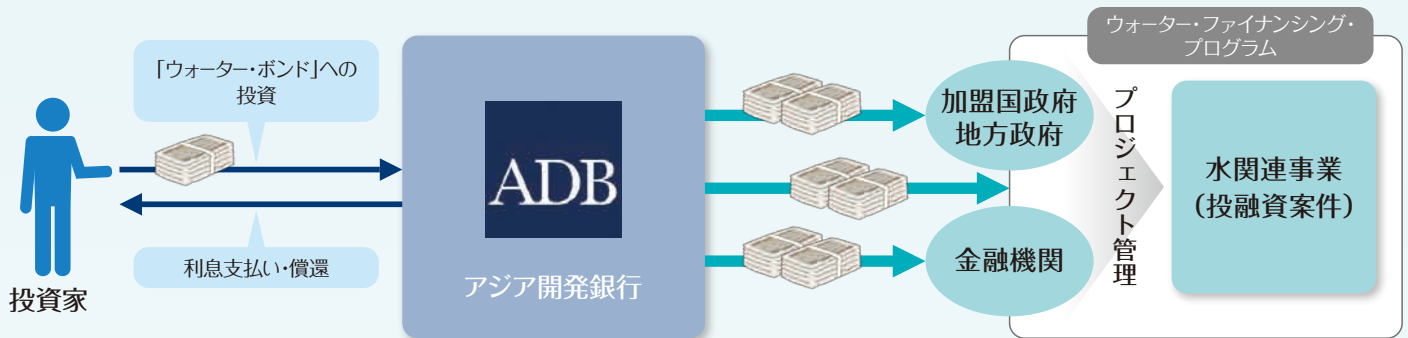 「ウォーター・ボンド」への
投資
利息支払い・償還
投資家
ADB
アジア開発銀行
ウォーター・ファイナンシング・
プログラム
加盟国政府
地方政府
金融機関
プロジェクト管理
水関連事業
（投融資案件）